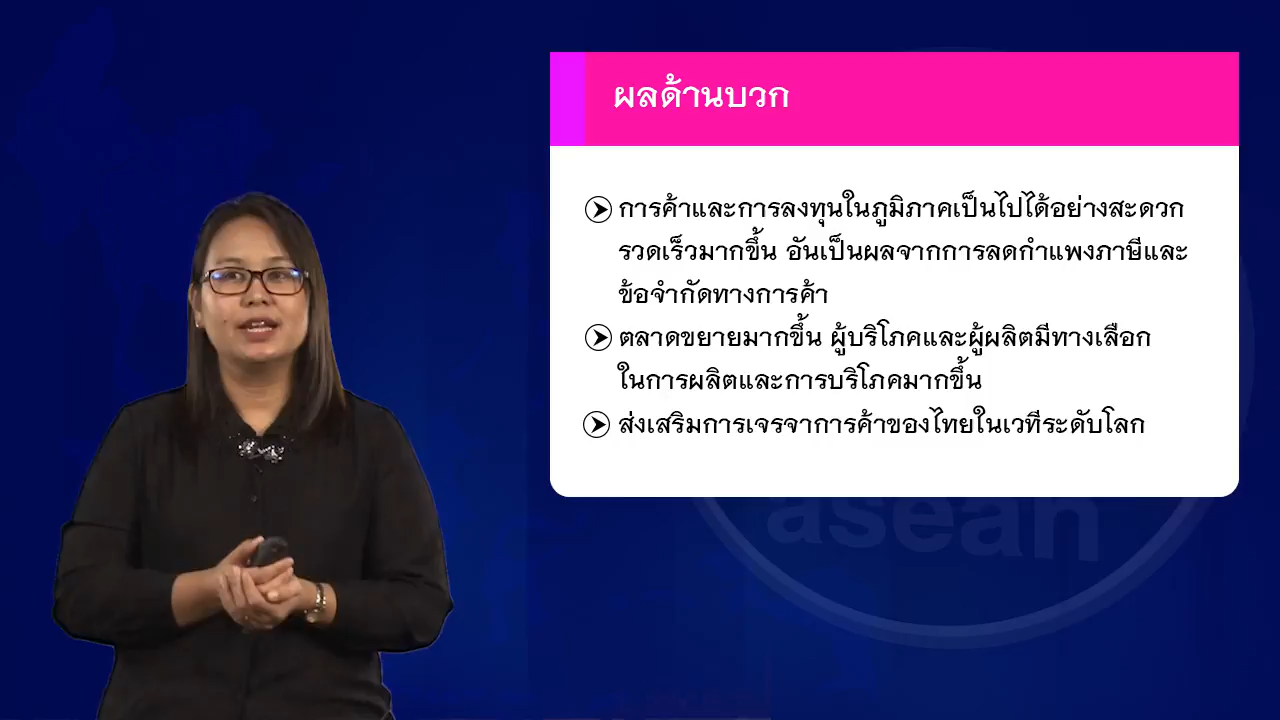 ผลด้านบวก
การค้าและการลงทุนในภูมิภาคเป็นไปได้อย่างสะดวก
รวดเร็วมากขึ้น อันเป็นผลจากการลดกำแพงภาษีและ
ข้อจำกัดทางการค้า
ตลาดขยายมากขึ้น ผู้บริโภคและผู้ผลิตมีทางเลือก
ในการผลิตและการบริโภคมากขึ้น
ส่งเสริมการเจรจาการค้าของไทยในเวทีระดับโลก
asean